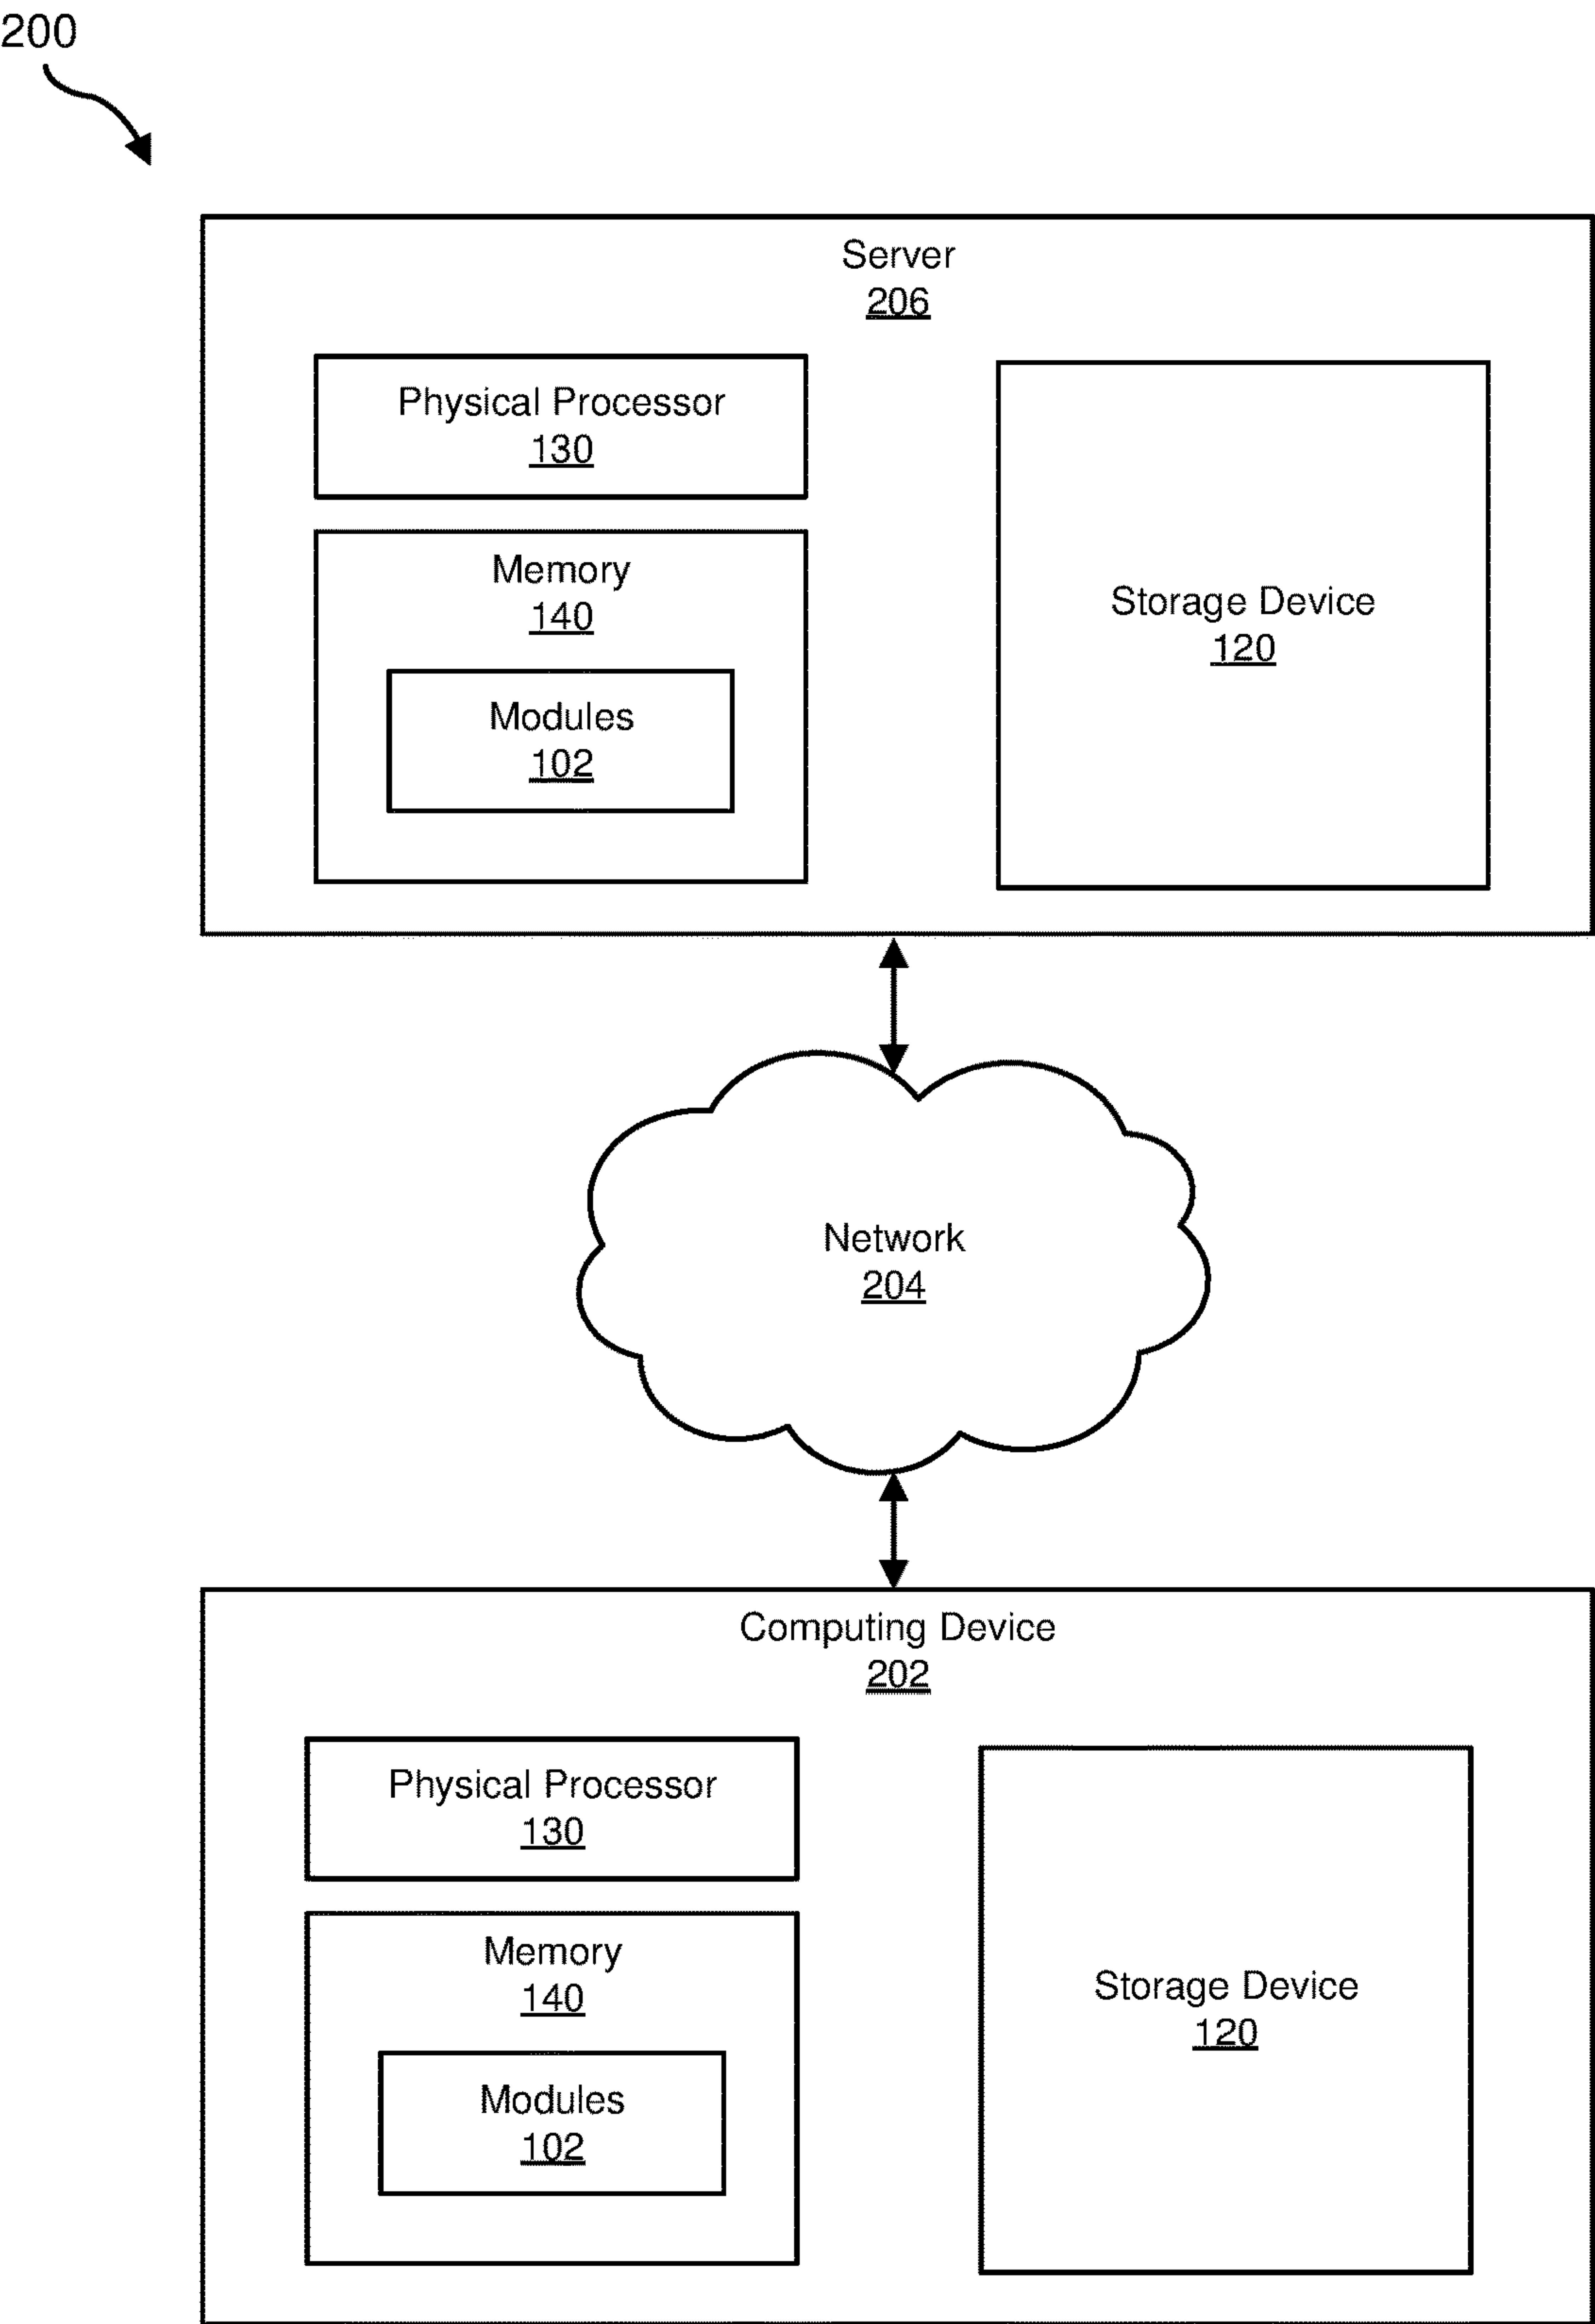 200
Server
206
Physical Processor
130
Memory
140
Modules
102
Storage Device
120
Network
204
Computing Device
202
Physical Processor
130
Memory
140
Modules
102
Storage Device
120